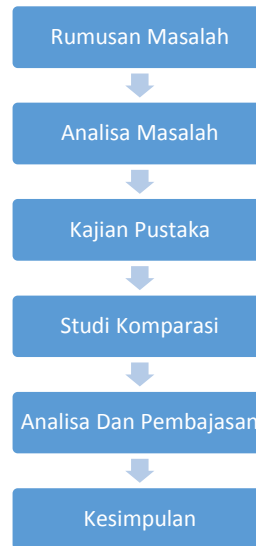 Rumusan Masalah
Analisa Masalah
Kajian Pustaka
Studi Komparasi
Analisa Dan Pembajasan
Kesimpulan